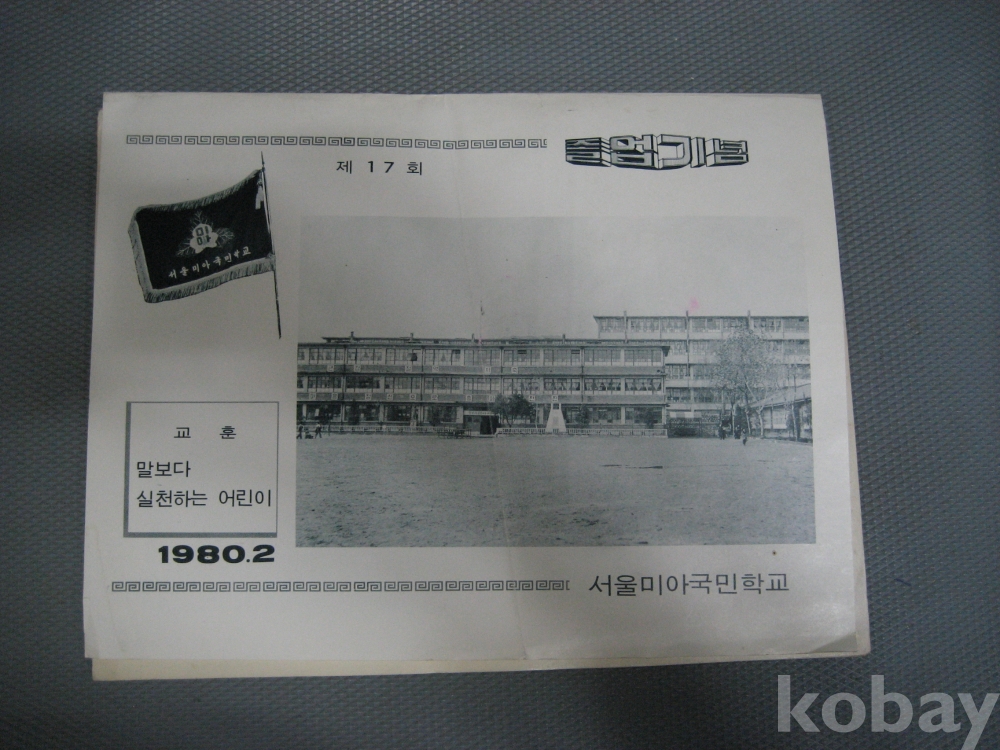 제 17 회
졸업기념
미
서울미아국민학교
교 훈
말보다
실천하는 어린이
1980.2
서울미아국민학교
kobay